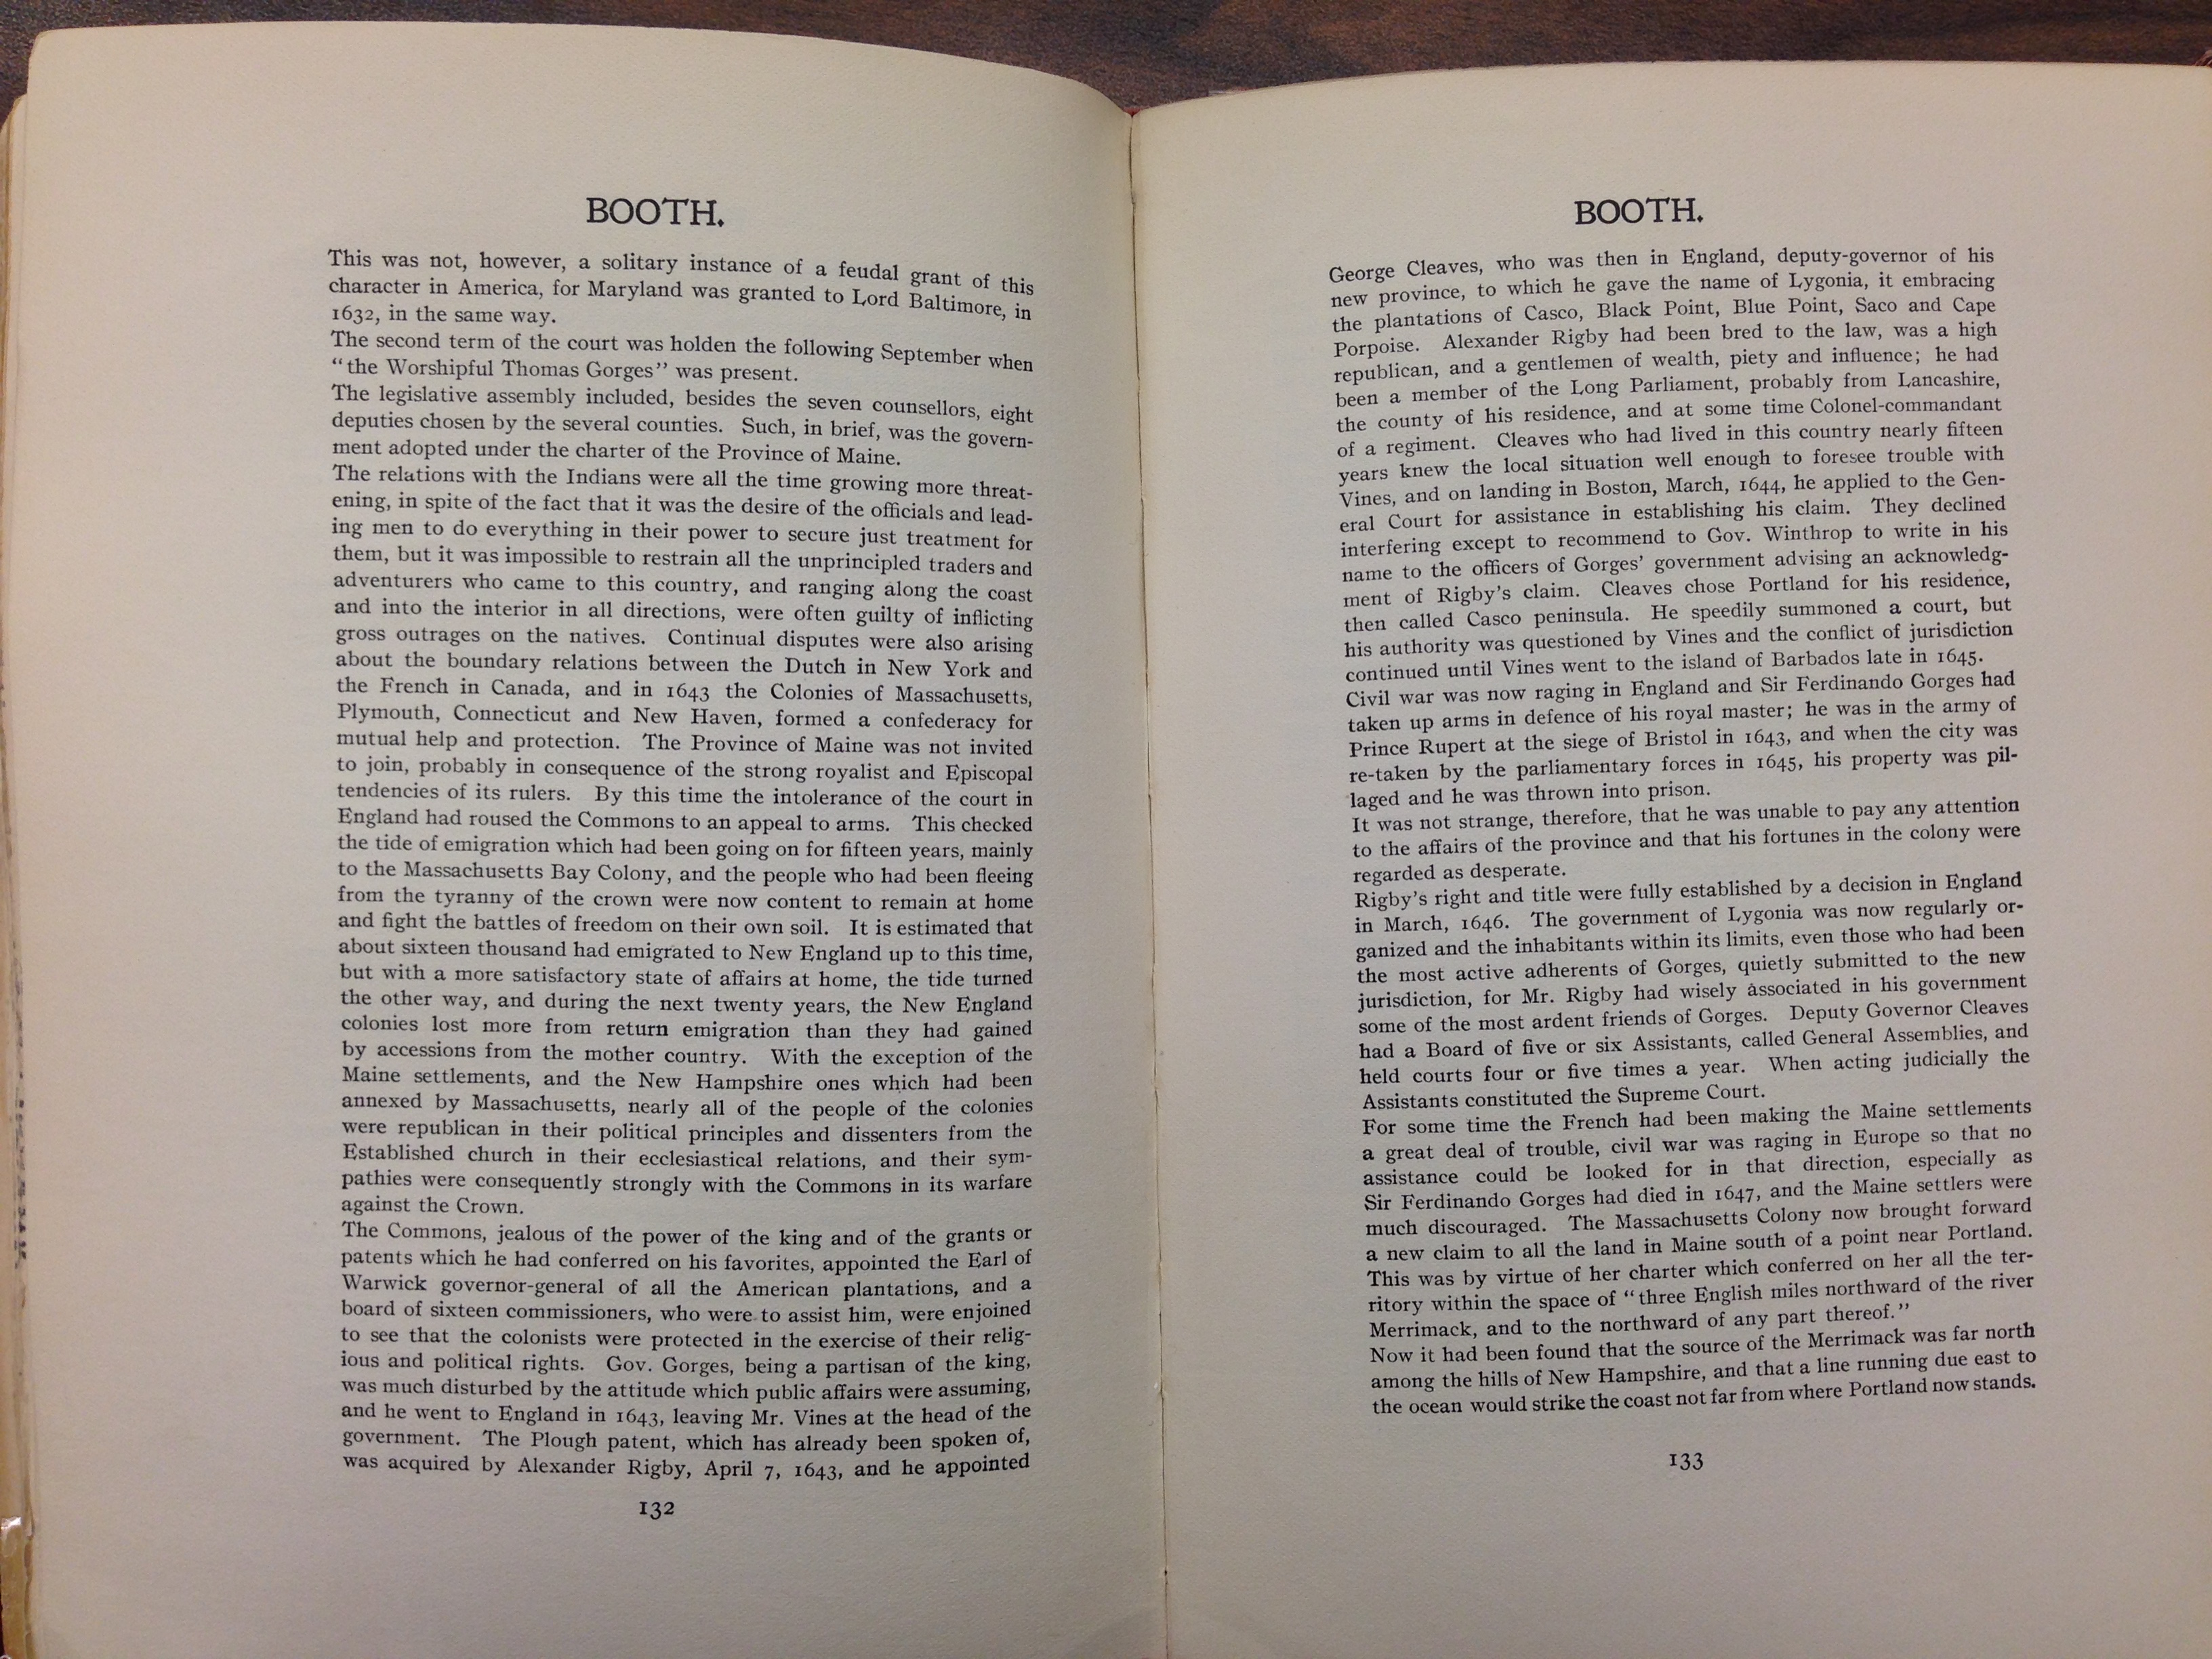 BOOTH.
This was not, however, a solitary instance of a feudal grant of this
character in America, for Maryland was granted to Lord Baltimore, in
1632, in the same way.
The second term of the court was holden the following September when
“the Worshipful Thomas Gorges” was present.
The legislative assembly included, besides the seven counsellors, eight
deputies chosen by the several counties. Such, in brief, was the govern-
ment adopted under the charter of the Province of Maine.
The relations with the Indians were all the time growing more threat-
ening, in spite of the fact that it was the desire of the officials and lead-
ing men to do everything in their power to secure just treatment for
them, but it was impossible to restrain all the unprincipled traders and
adventurers who came to this country, and ranging along the coast
and into the interior in all directions, were often guilty of inflicting
gross outrages on the natives. Continual disputes were also arising
about the boundary relations between the Dutch in New York and
the French in Canada, and in 1643 the Colonies of Massachusetts,
Plymouth, Connecticut and New Haven, formed a confederacy for
mutual help and protection. The Province of Maine was not invited
to join, probably in consequence of the strong royalist and Episcopal
tendencies of its rulers. By this time the intolerance of the court in
England had roused the Commons to an appeal to arms. This checked
the tide of emigration which had been going on for fifteen years, mainly
to the Massachusetts Bay Colony, and the people who had been fleeing
from the tyranny of the crown were now content to remain at home
and fight the battles of freedom on their own soil. It is estimated that
about sixteen thousand had emigrated to New England up to this time,
but with a more satisfactory state of affairs at home, the tide turned
the other way, and during the next twenty years, the New England
colonies lost more from return emigration than they had gained
by accessions from the mother country. With the exception of the
Maine settlements, and the New Hampshire ones which had been
annexed by Massachusetts, nearly all of the people of the colonies
were republican in their political principles and dissenters from the
Established church in their ecclesiastical relations, and their sym-
pathies were consequently strongly with the Commons in its warfare
against the Crown.
The Commons, jealous of the power of the king and of the grants or
patents which he had conferred on his favorites, appointed the Earl of
Warwick governor-general of all the American plantations, and a
board of sixteen commissioners, who were to assist him, were enjoined
to see that the colonists were protected in the exercise of their relig-
ious and political rights. Gov. Gorges, being a partisan of the king,
was much disturbed by the attitude which public affairs were assuming,
and he went to England in 1643, leaving Mr. Vines at the head of the
government. The Plough patent, which has already been spoken of,
was acquired by Alexander Rigby, April 7, 1643, and he appointed
132
BOOTH.
George Cleaves, who was then in England, deputy-governor of his
new province, to which he gave the name of Lygonia, it embracing
the plantations of Casco, Black Point, Blue Point, Saco and Cape
Porpoise. Alexander Rigby had been bred to the law, was a high
republican, and a gentlemen of wealth, piety and influence; he had
been a member of the Long Parliament, probably from Lancashire,
the county of his residence, and at some time Colonel-commandant
of a regiment. Cleaves who had lived in this country nearly fifteen
years knew the local situation well enough to foresee trouble with
Vines, and on landing in Boston, March, 1644, he applied to the Gen-
eral Court for assistance in establishing his claim. They declined
interfering except to recommend to Gov. Winthrop to write in his
name to the officers of Gorges’ government advising an acknowledg-
ment of Rigby’s claim. Cleaves chose Portland for his residence,
then called Casco peninsula. He speedily summoned a court, but
his authority was questioned by Vines and the conflict of jurisdiction
continued until Vines went to the island of Barbados late in 1645.
Civil war was now raging in England and Sir Ferdinando Gorges had
taken up arms in defence of his royal master; he was in the army of
Prince Rupert at the siege of Bristol in 1643, and when the city was
re-taken by the parliamentary forces in 1645, his property was pil-
laged and he was thrown into prison.
It was not strange, therefore, that he was unable to pay any attention
to the affairs of the province and that his fortunes in the colony were
regarded as desperate.
Rigby’s right and title were fully established by a decision in England
in March, 1646. The government of Lygonia was now regularly or-
ganized and the inhabitants within its limits, even those who had been
the most active adherents of Gorges, quietly submitted to the new
jurisdiction, for Mr. Rigby had wisely associated in his government
some of the most ardent friends of Gorges. Deputy Governor Cleaves
had a Board of five or six Assistants, called General Assemblies, and
held courts four or five times a year. When acting judicially the
Assistants constituted the Supreme Court.
For some time the French had been making the Maine settlements
a great deal of trouble, civil war was raging in Europe so that no
assistance could be looked for in that direction, especially as
Sir Ferdinando Gorges had died in 1647, and the Maine settlers were
much discouraged. The Massachusetts Colony now brought forward
a new claim to all the land in Maine south of a point near Portland.
This was by virtue of her charter which conferred on her all the ter-
ritory within the space of “three English miles northward of the river
Merrimack, and to the northward of any part thereof.”
Now it had been found that the source of the Merrimack was far north
among the hills of New Hampshire, and that a line running due east to
the ocean would strike the coast not far from where Portland now stands.
133